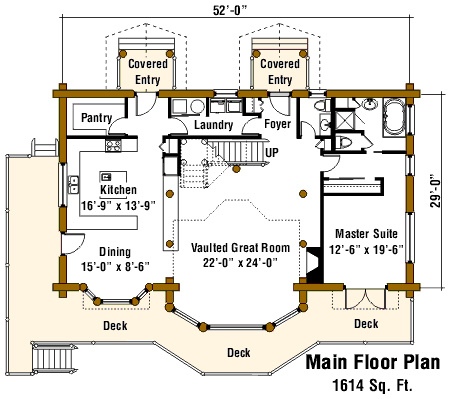 52'-0"
Covered
Entry
Covered
Entry
Pantry
Laundry
Foyer
UP
Kitchen
16'-9" x 13'-9"
29'-0"
Dining
15'-0" x 8'-6"
Vaulted Great Room
22'-0" x 24'-0"
Master Suite
12'-6" x 19'-6"
Deck
Deck
Deck
Main Floor Plan
1614 Sq. Ft.